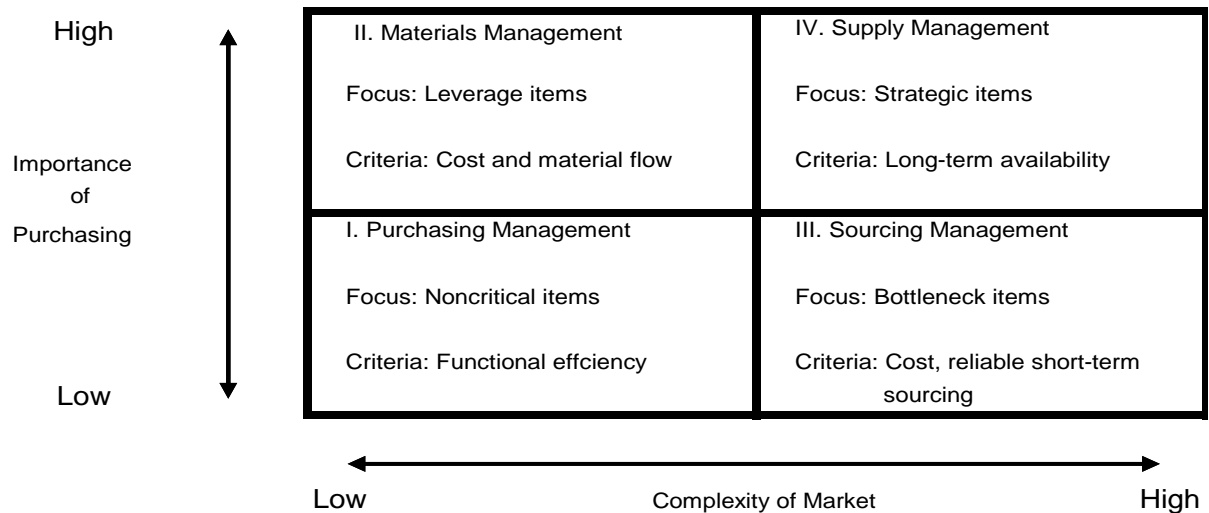 High
Importance
of
Purchasing
Low
II. Materials Management
Focus: Leverage items
Criteria: Cost and material flow
IV. Supply Management
Focus: Strategic items
Criteria: Long-term availability
I. Purchasing Management
Focus: Noncritical items
Criteria: Functional effciency
III. Sourcing Management
Focus: Bottleneck items
Criteria: Cost, reliable short-term
sourcing
Low
Complexity of Market
High